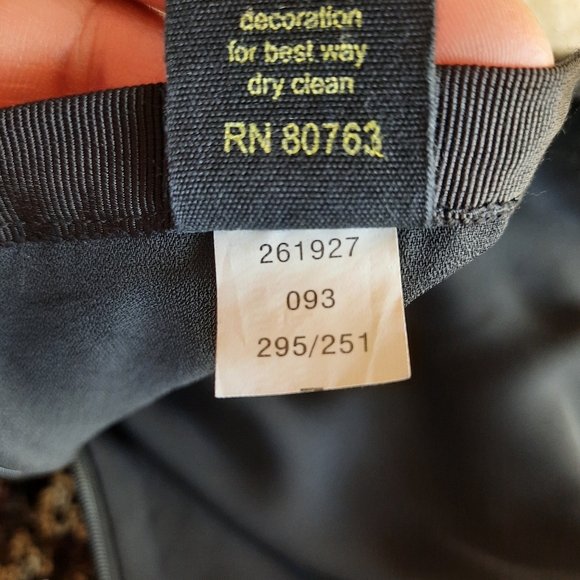 decoration
for best way
dry clean
RN 80763
261927
093
295/251